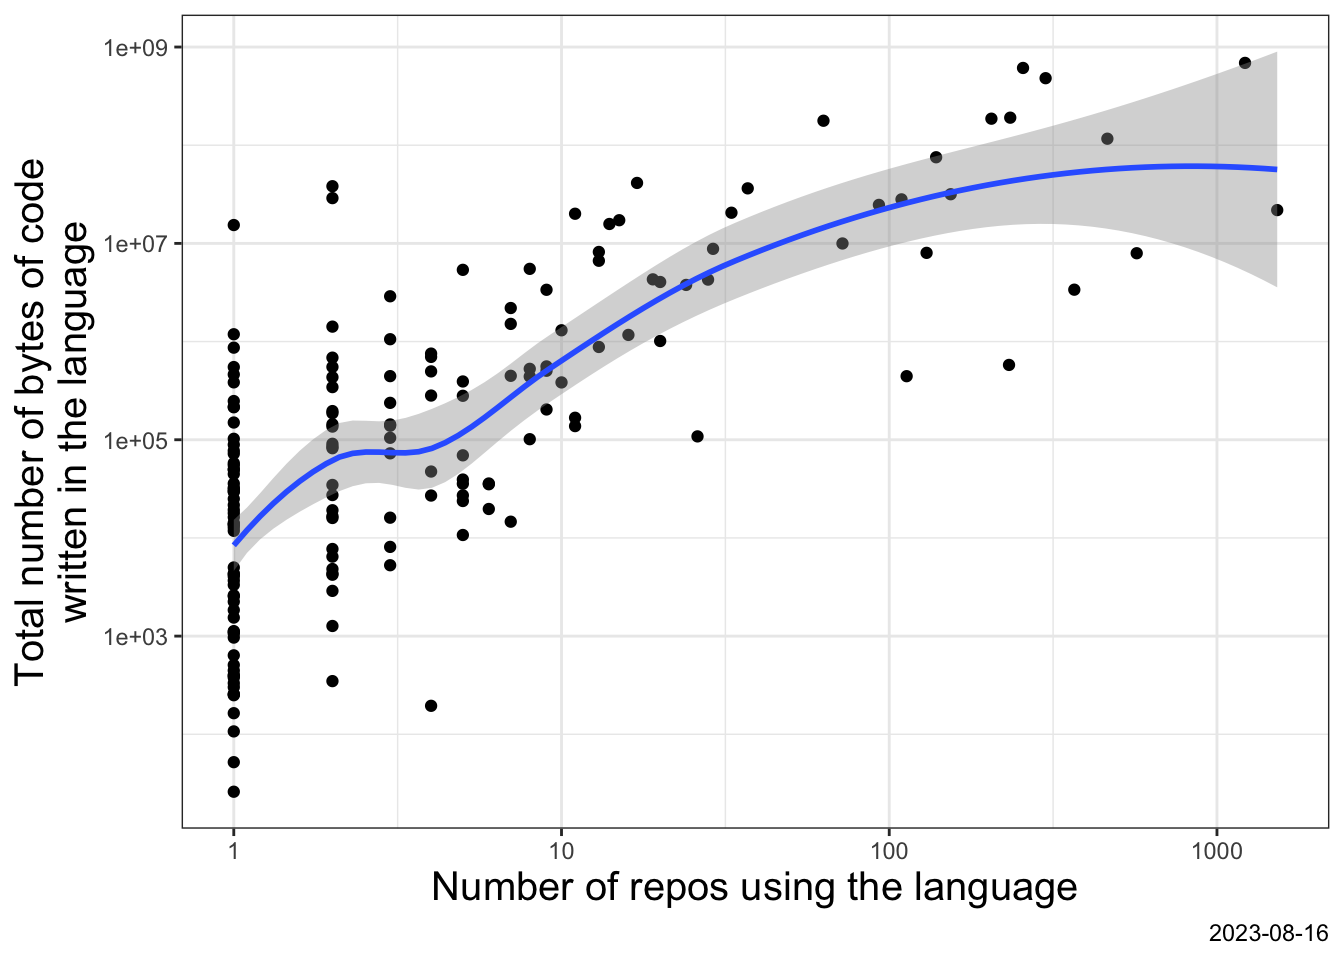 Total number of bytes of code
written in the language
1e+09
1e+07
1e+05
1e+03
1
10
100
1000
Number of repos using the language
2023-08-16